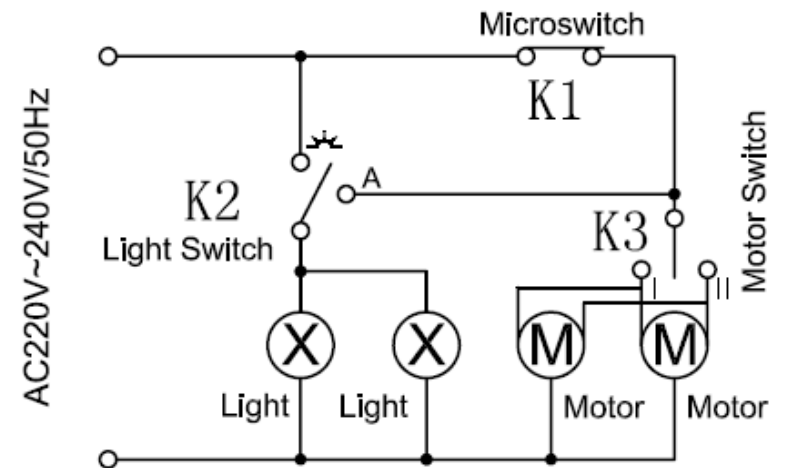 Microswitch
K1
AC220V~240V/50Hz
A
K2
Light Switch
K3
Motor Switch
I
II
X
X
M
M
Light
Light
Motor
Motor